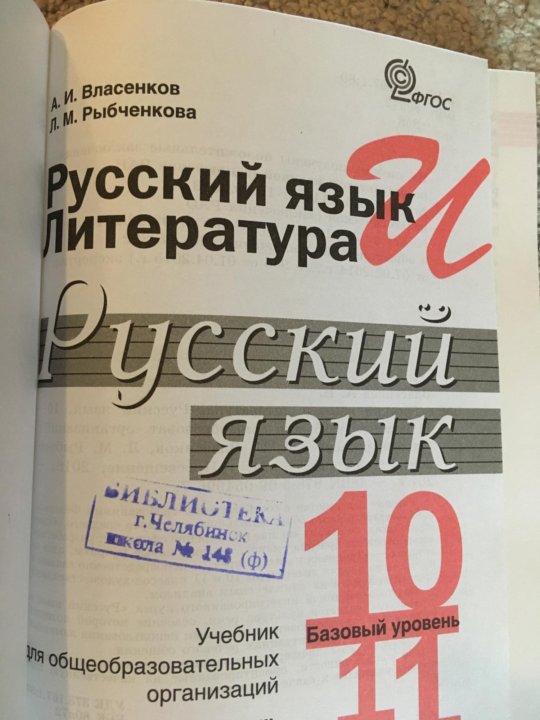 ФГОС
А. И. Власенков
Л. М. Рыбченкова
Русский язык
и
Литература
Русский
язык
БИБЛИОТЕКА
г.Челябинск
школа № 148 (ф)
10
Базовый уровень
11
Учебник
для общеобразовательных
организаций